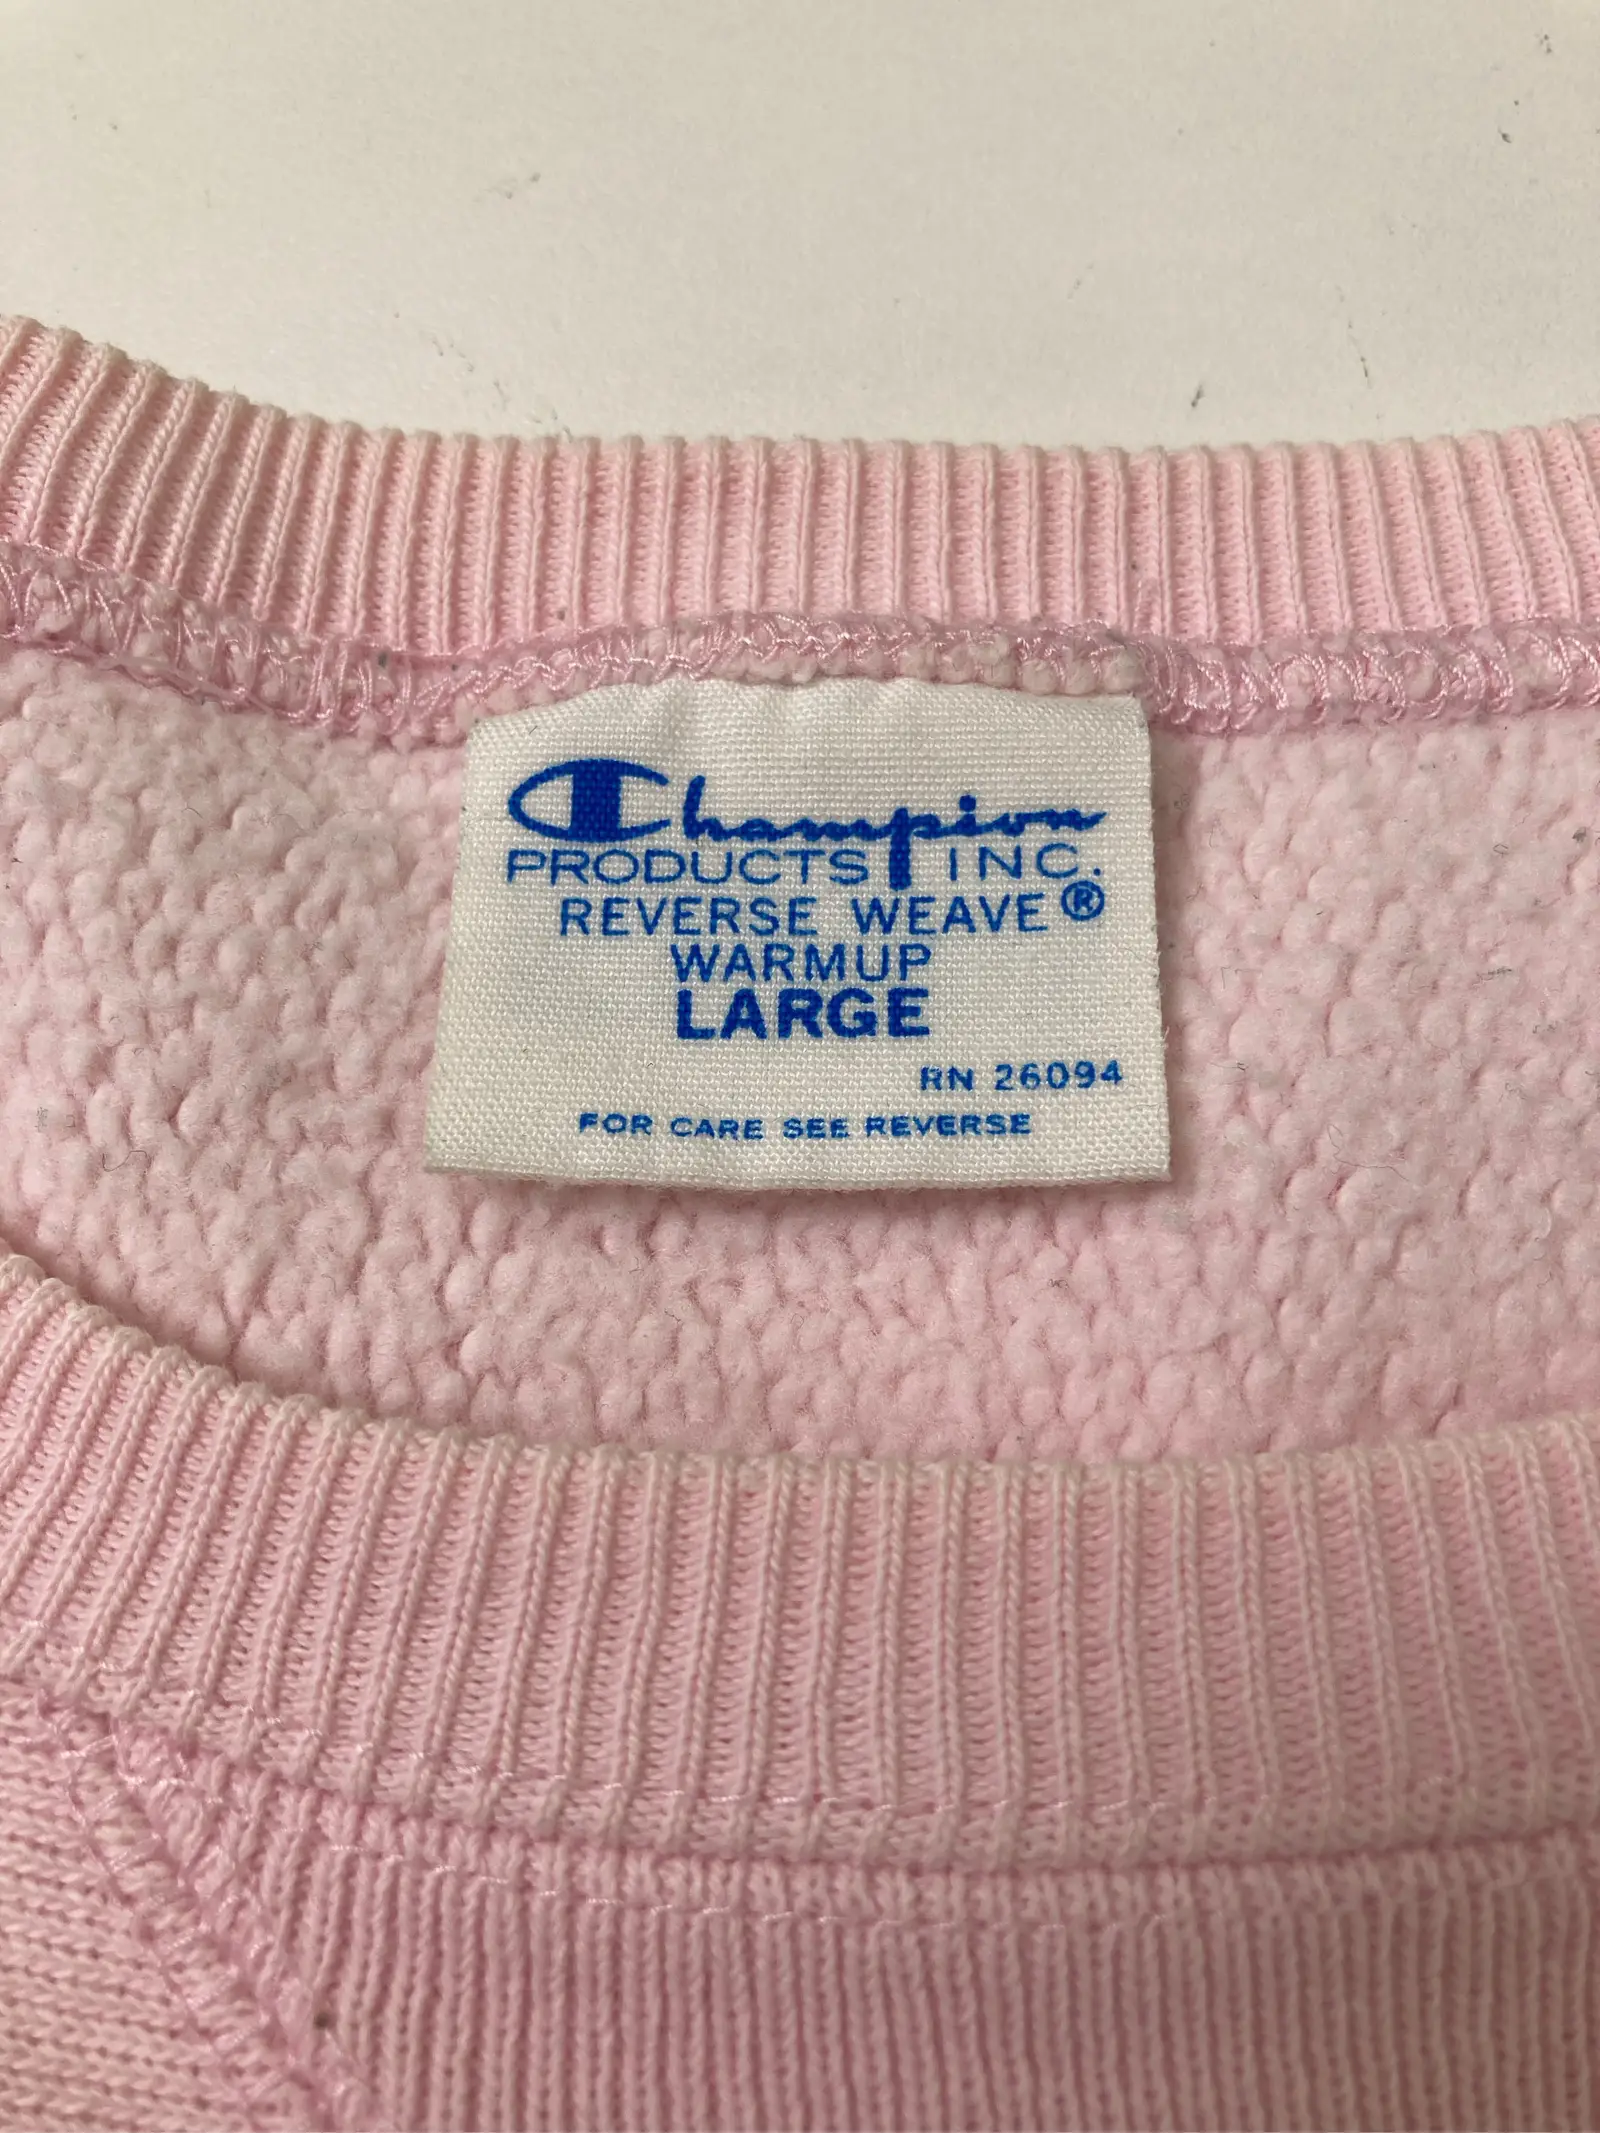 Champion
PRODUCTS INC.
REVERSE WEAVE®
WARMUP
LARGE
RN 26094
FOR CARE SEE REVERSE